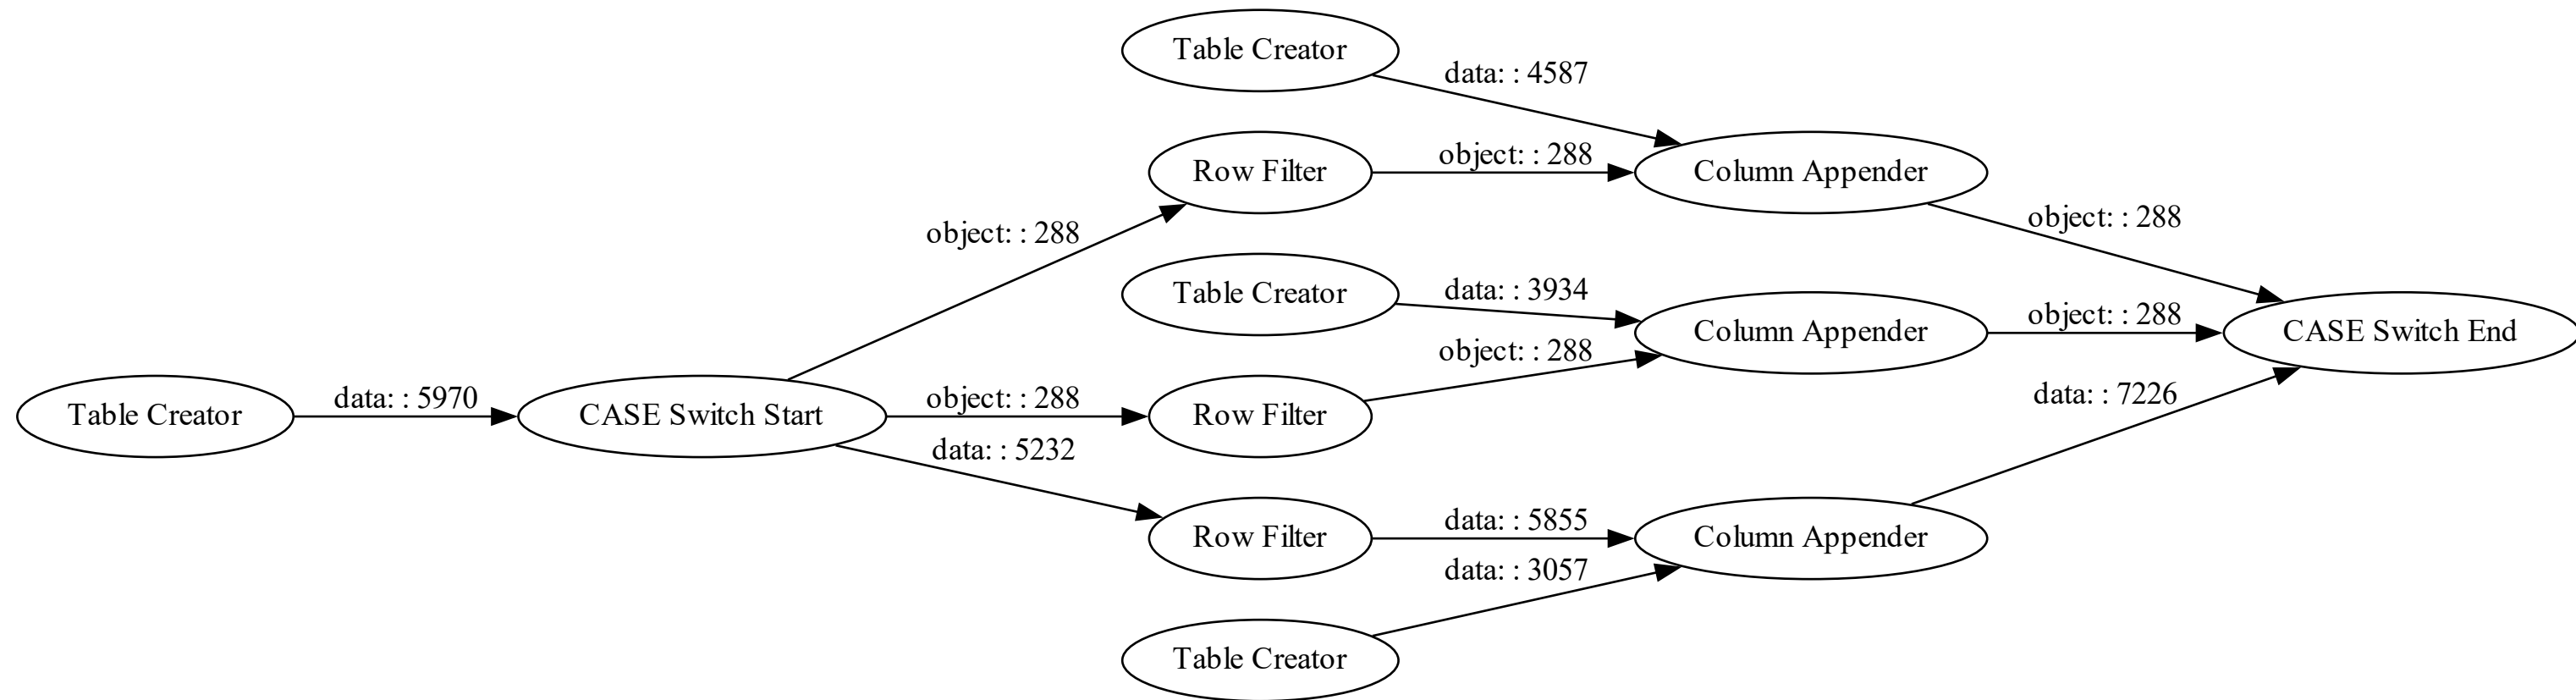 Table Creator
data: : 4587
Row Filter
object: : 288
Column Appender
object: : 288
object: : 288
Table Creator
data: : 3934
Column Appender
object: : 288
CASE Switch End
object: : 288
Table Creator
data: : 5970
CASE Switch Start
object: : 288
Row Filter
data: : 7226
data: : 5232
Row Filter
data: : 5855
Column Appender
data: : 3057
Table Creator